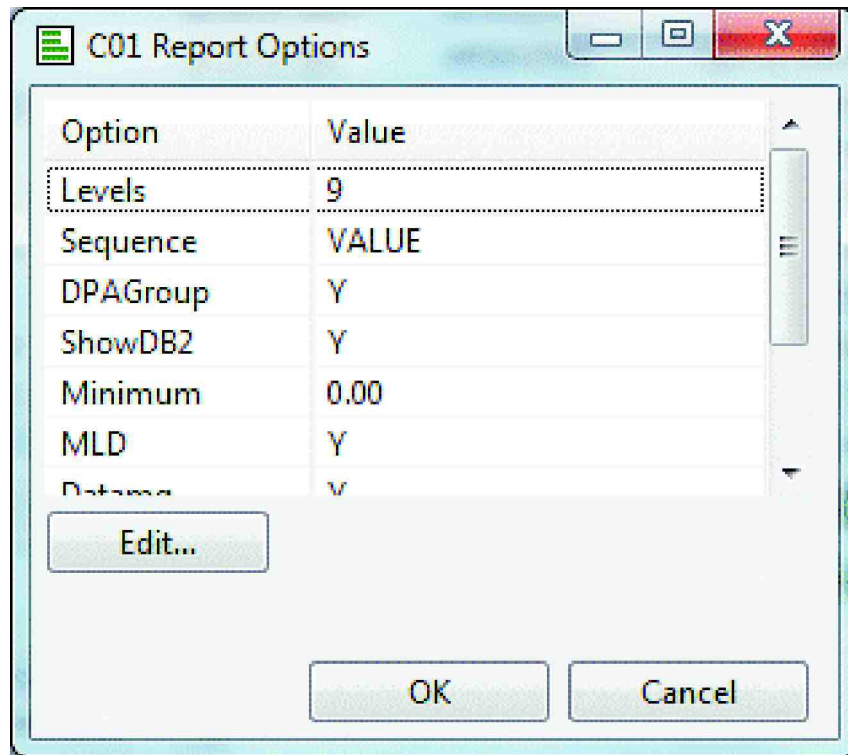 C01 Report Options
Option Value
Levels 9
Sequence VALUE
DPAGroup Y
ShowDB2 Y
Minimum 0.00
MLD Y
Edit...
OK Cancel